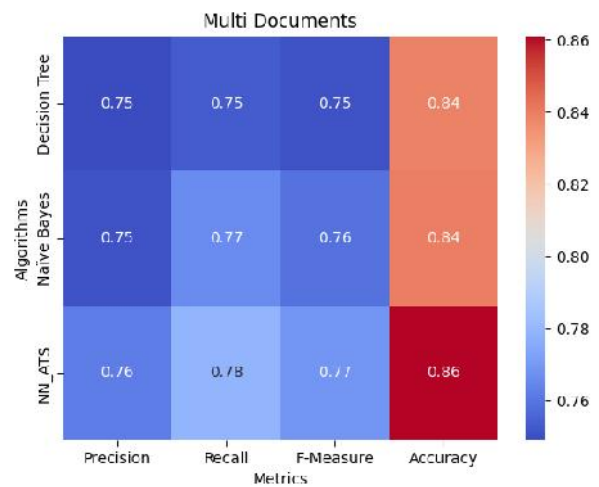 Multi Documents
Algorithms
Decision Tree
0.75 0.75 0.75 0.84
Naïve Bayes
0.75 0.77 0.76 0.84
NN_ATS
0.76 0.78 0.77 0.86
Precision Recall F-Measure Accuracy
Metrics
0.86
0.84
0.82
0.80
0.78
0.76